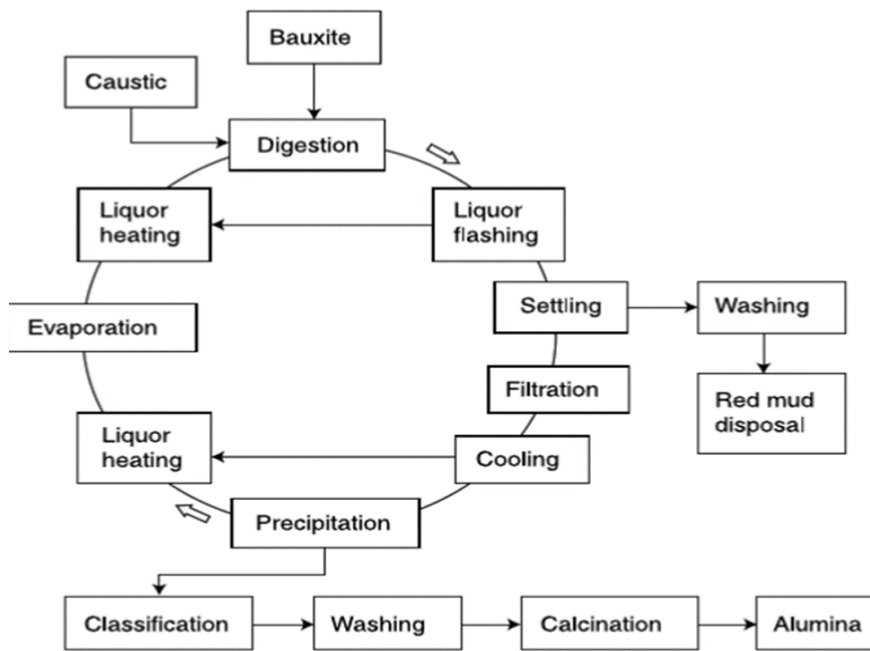 Bauxite
Caustic
Digestion
Liquor
heating
Liquor
flashing
Settling
Washing
Evaporation
Filtration
Red mud
disposal
Liquor
heating
Cooling
Precipitation
Classification
Washing
Calcination
Alumina